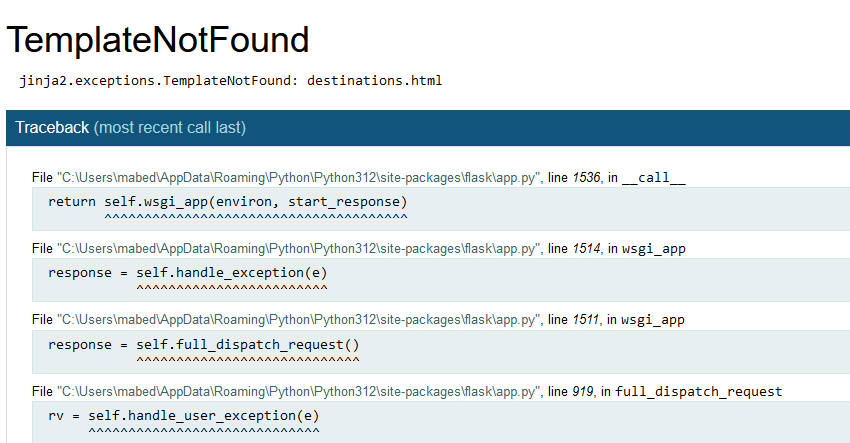 TemplateNotFound
jinja2.exceptions.TemplateNotFound: destinations.html
Traceback (most recent call last)
File "C:\Users\mabed\AppData\Roaming\Python\Python312\site-packages\flask\app.py", line 1536, in __call__
return self.wsgi_app(environ, start_response)
^^^^^^^^^^^^^^^^^^^^^^^^^^^^^^^^^^^^^^
File "C:\Users\mabed\AppData\Roaming\Python\Python312\site-packages\flask\app.py", line 1514, in wsgi_app
response = self.handle_exception(e)
^^^^^^^^^^^^^^^^^^^^^^^^
File "C:\Users\mabed\AppData\Roaming\Python\Python312\site-packages\flask\app.py", line 1511, in wsgi_app
response = self.full_dispatch_request()
^^^^^^^^^^^^^^^^^^^^^^^^^^^^
File "C:\Users\mabed\AppData\Roaming\Python\Python312\site-packages\flask\app.py", line 919, in full_dispatch_request
rv = self.handle_user_exception(e)
^^^^^^^^^^^^^^^^^^^^^^^^^^^^^